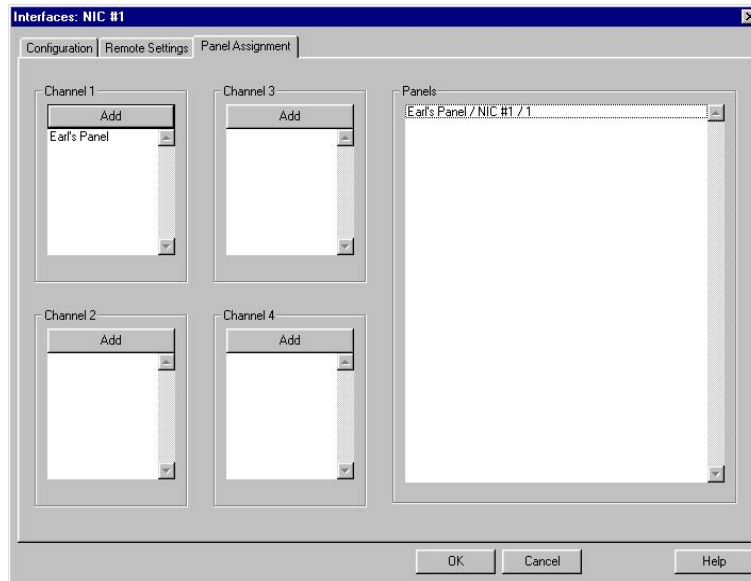 Interfaces: NIC #1
Configuration
Remote Settings
Panel Assignment
Channel 1
Add
Earl's Panel
Channel 3
Add
Panels
Earl's Panel / NIC #1 / 1
Channel 2
Add
Channel 4
Add
OK
Cancel
Help